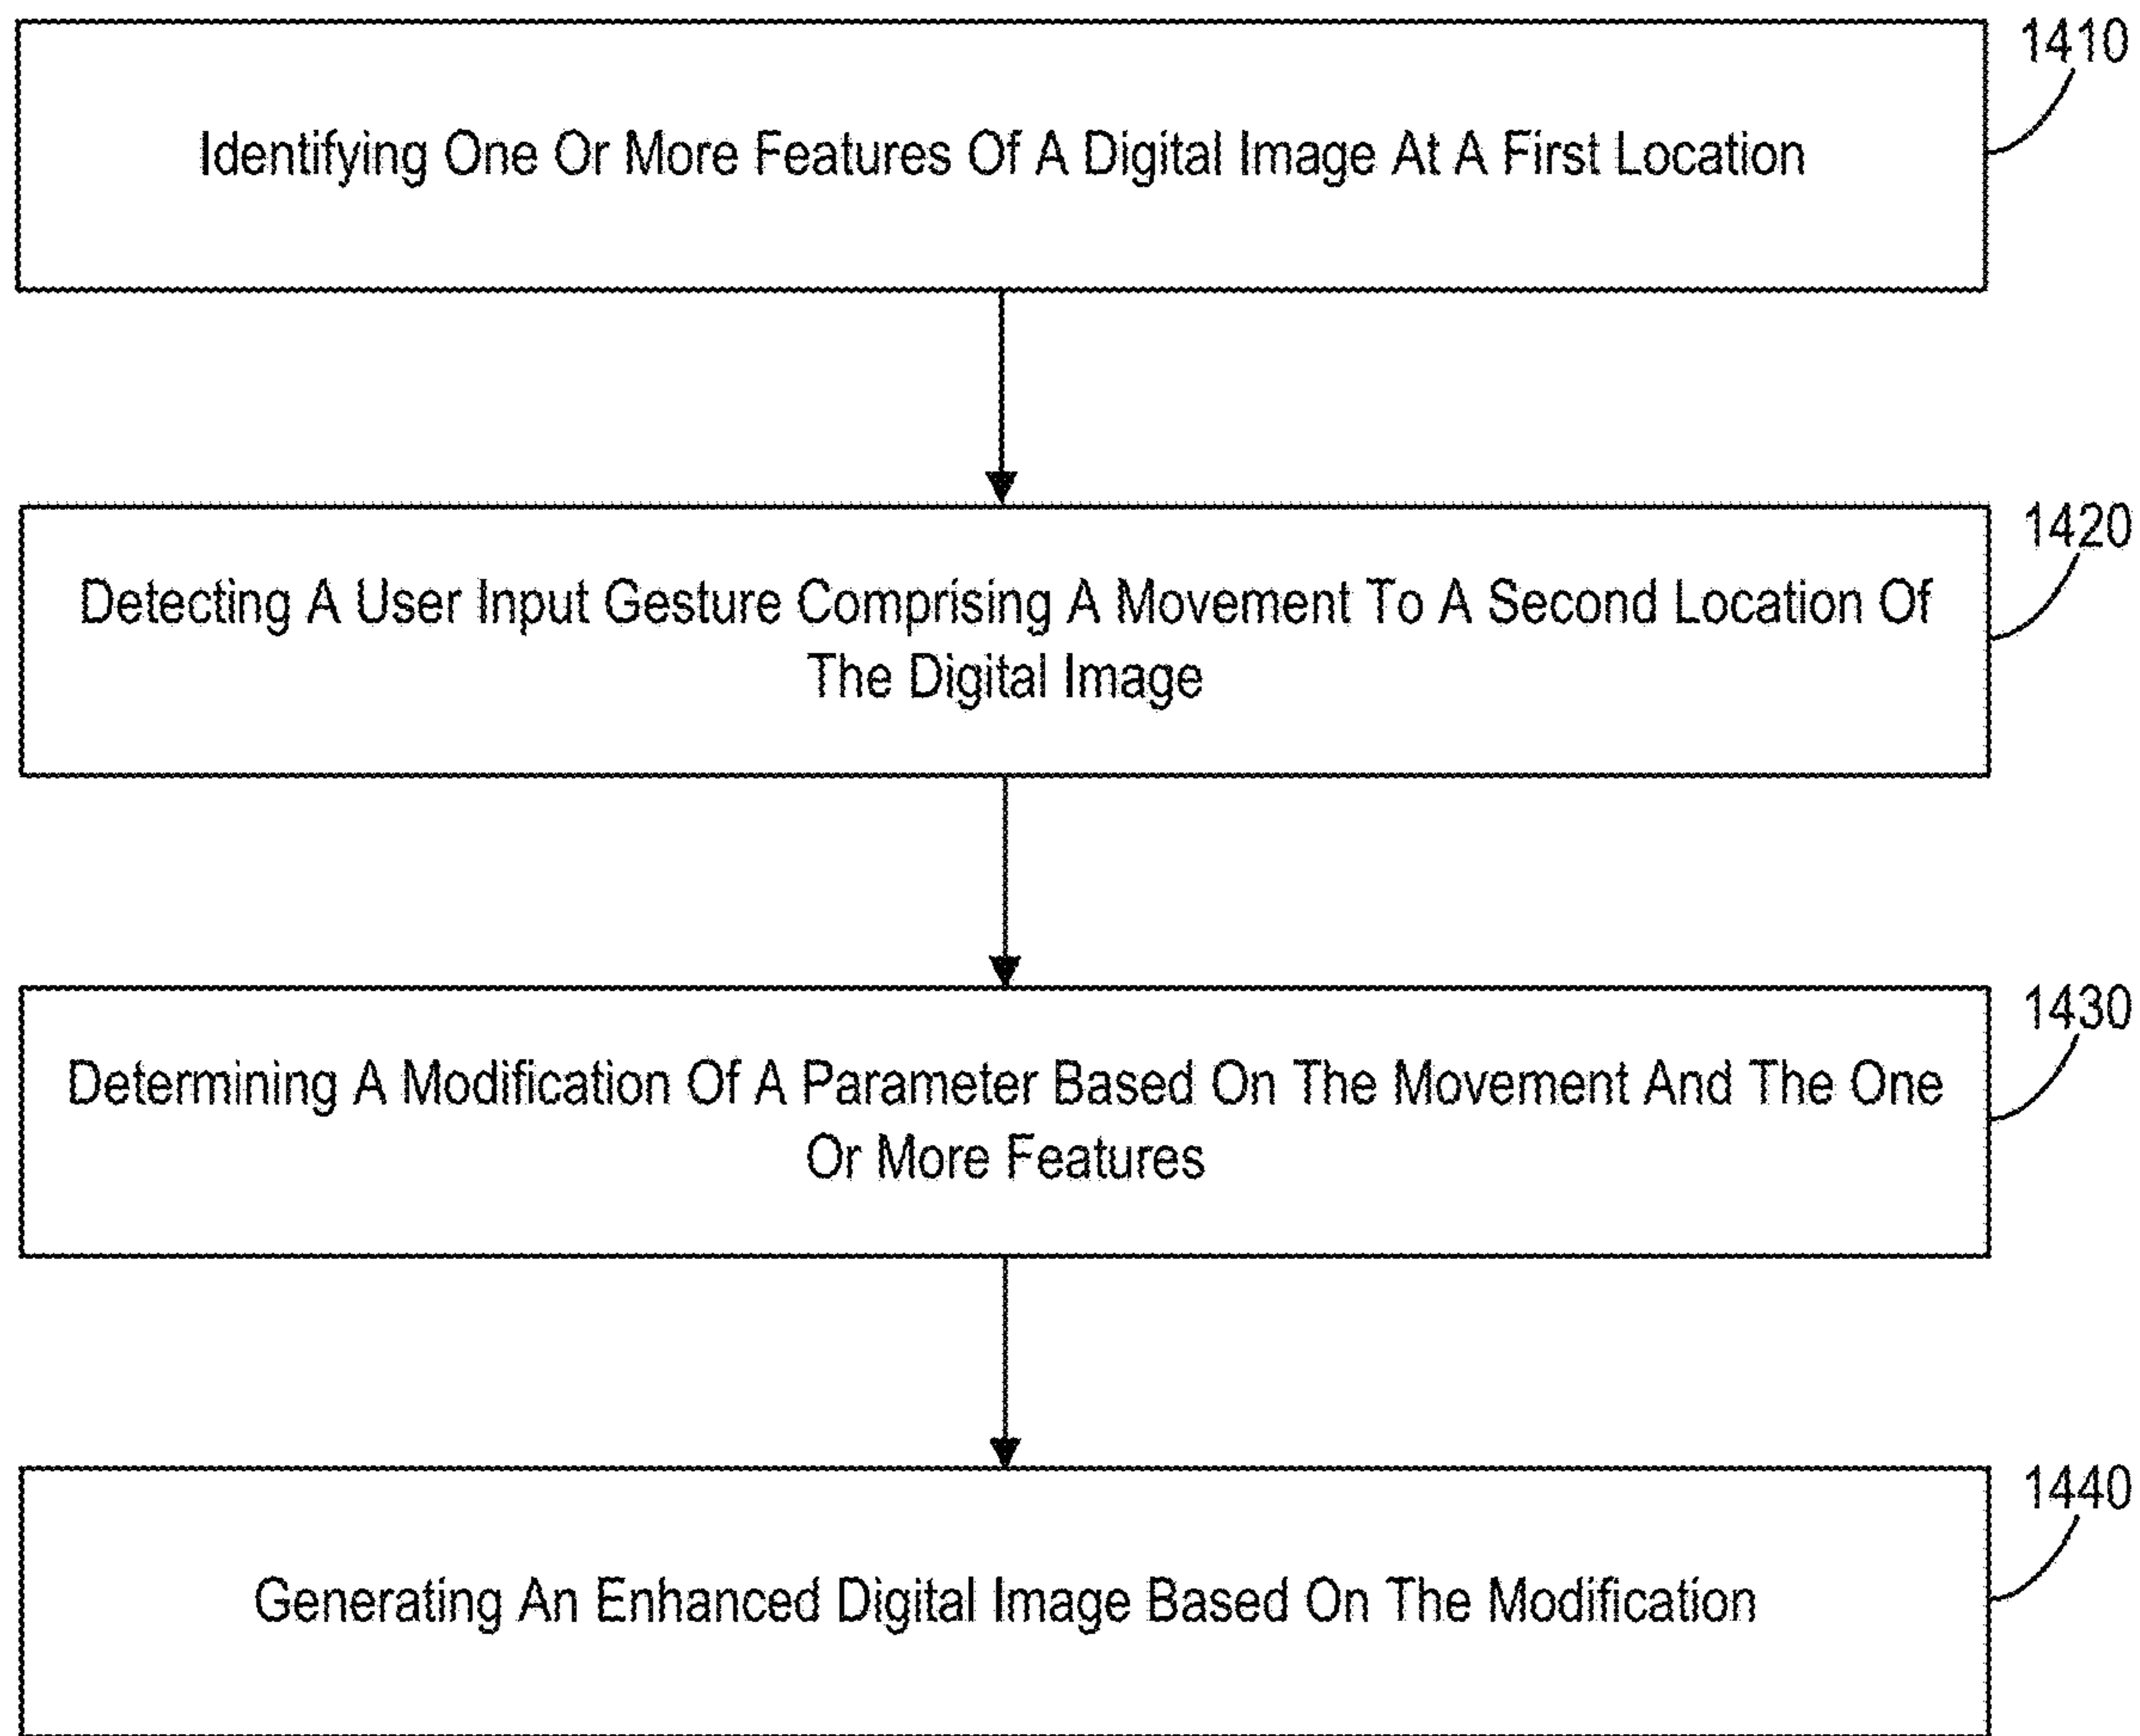 1410
Identifying One Or More Features Of A Digital Image At A First Location
1420
Detecting A User Input Gesture Comprising A Movement To A Second Location Of
The Digital Image
1430
Determining A Modification Of A Parameter Based On The Movement And The One
Or More Features
1440
Generating An Enhanced Digital Image Based On The Modification